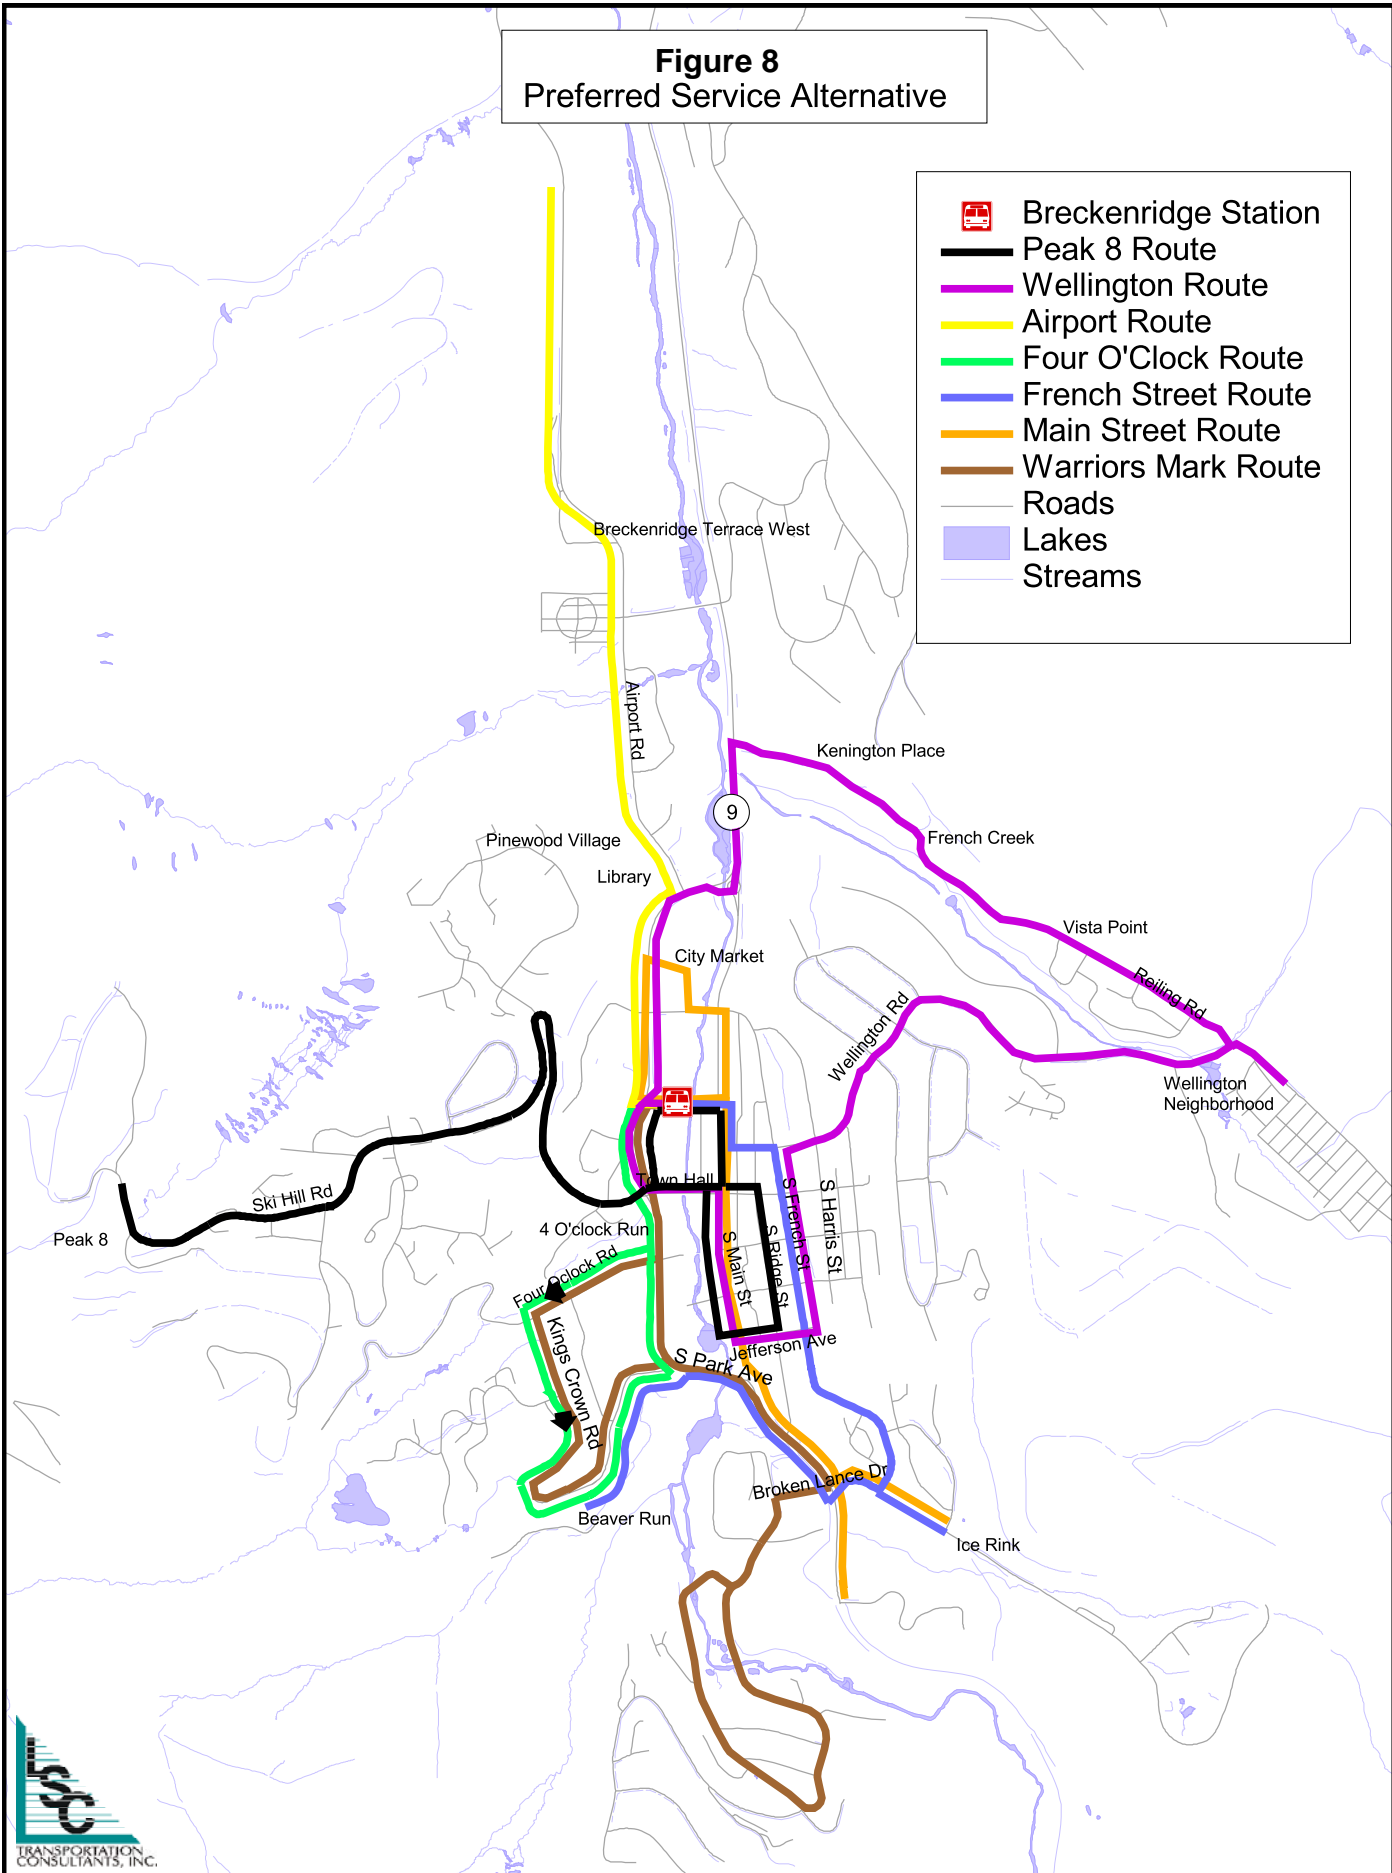 Figure 8
Preferred Service Alternative
Breckenridge Station
Peak 8 Route
Wellington Route
Airport Route
Four O'Clock Route
French Street Route
Main Street Route
Warriors Mark Route
Roads
Lakes
Streams
Breckenridge Terrace West
Airport Rd
Kenington Place
9
French Creek
Pinewood Village
Library
Vista Point
City Market
Reiling Rd
Wellington Rd
Wellington
Neighborhood
Town Hall
Ski Hill Rd
S French St
S Harris St
Peak 8
4 O'clock Run
S Main St
S Ridge St
Four Oclock Rd
Kings Crown Rd
Jefferson Ave
S Park Ave
Broken Lance Dr
Beaver Run
Ice Rink
LSC
TRANSPORTATION
CONSULTANTS, INC.